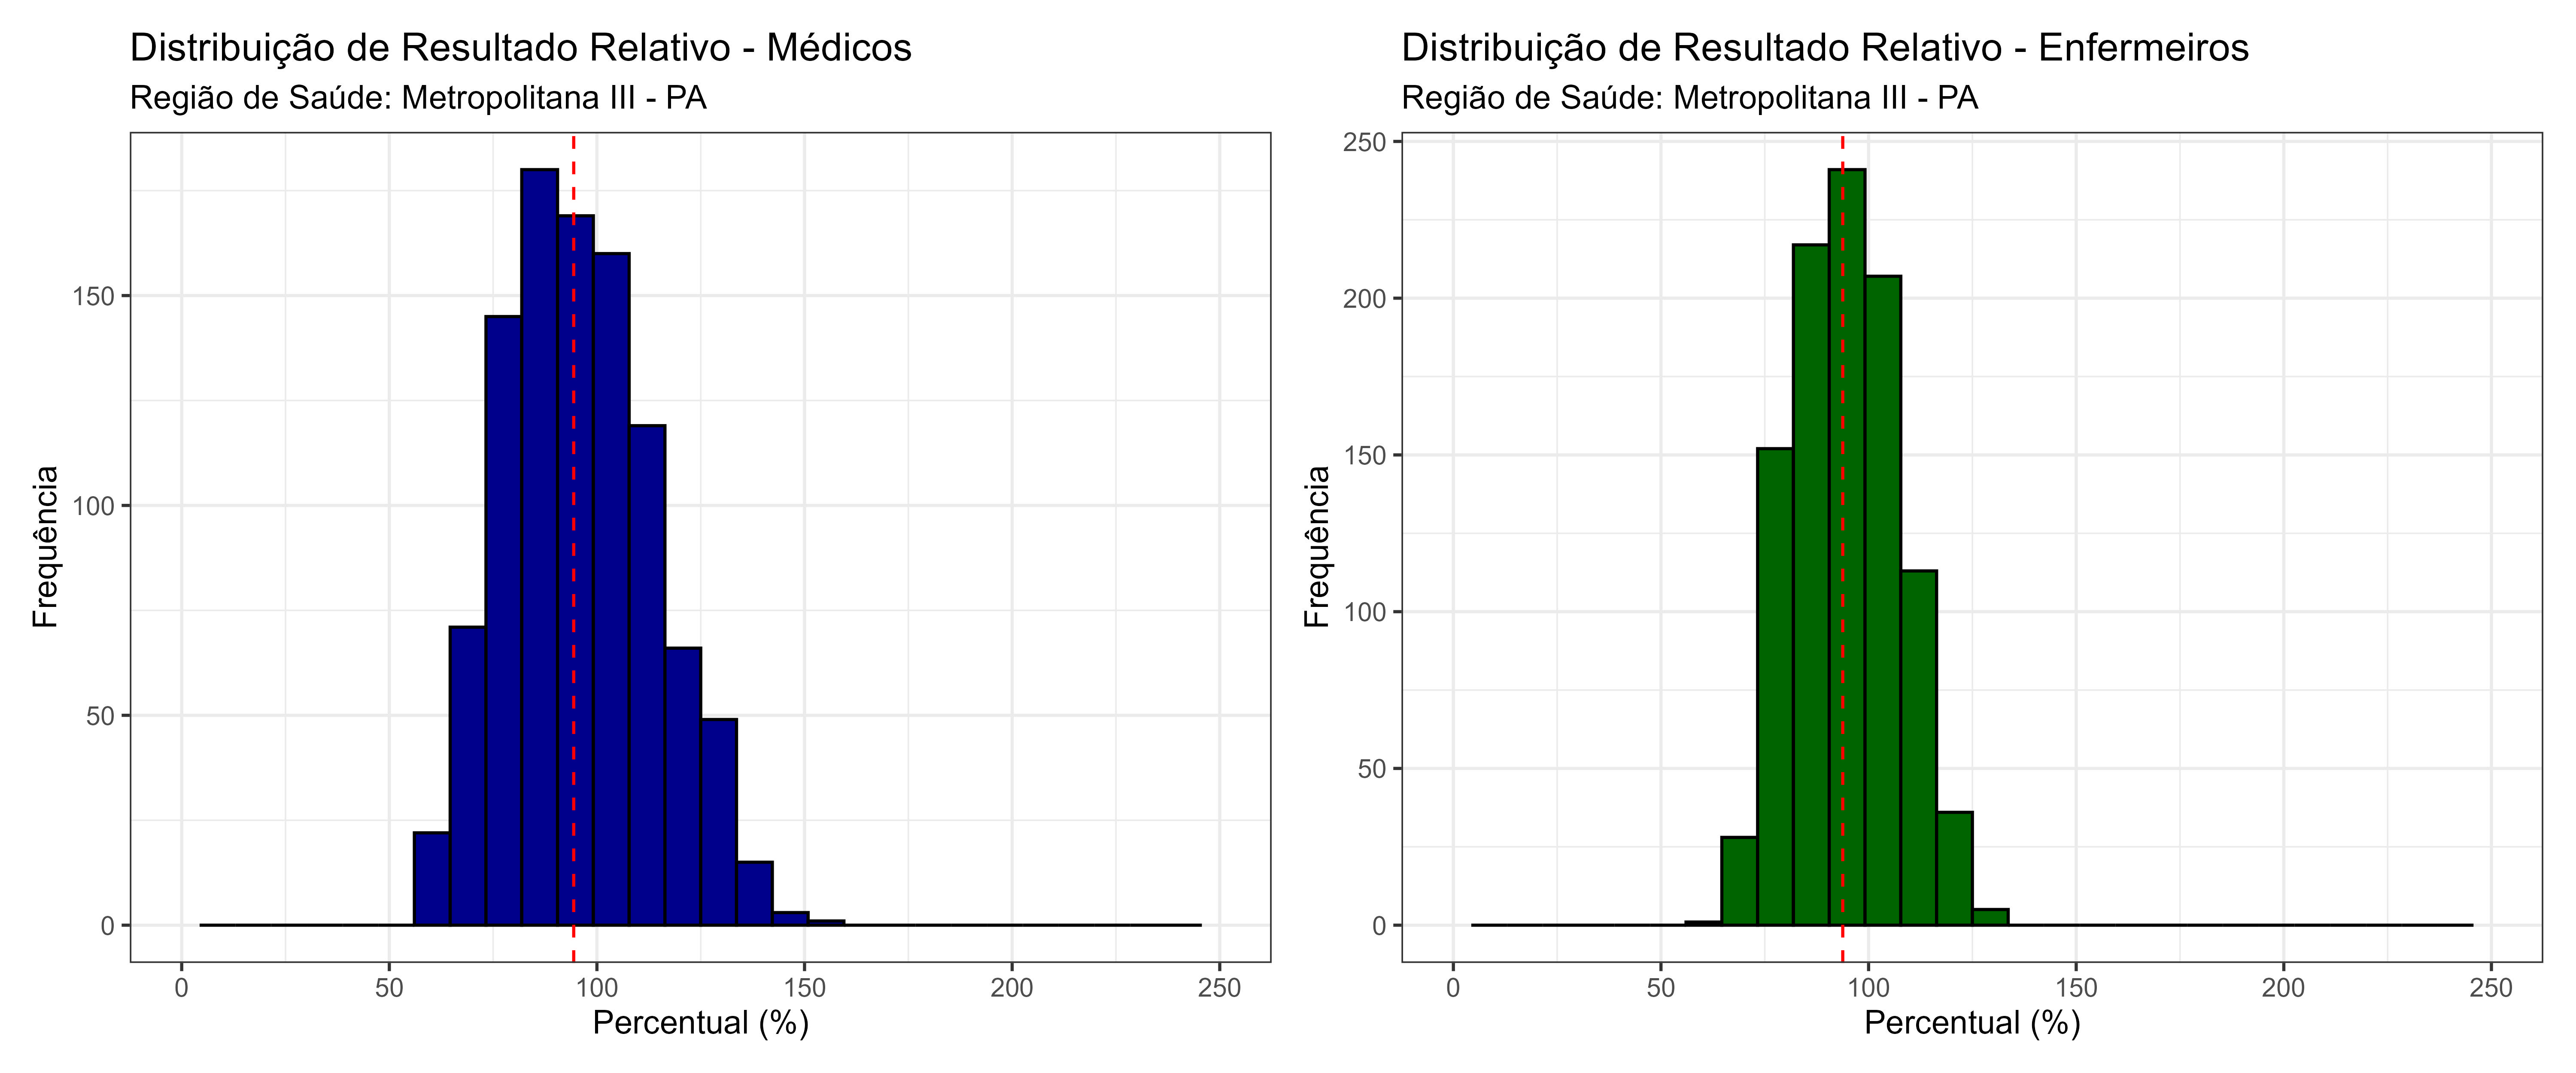 Distribuição de Resultado Relativo - Médicos
Região de Saúde: Metropolitana III - PA
Frequência
150
100
50
0
0 50 100 150 200 250
Percentual (%)
Distribuição de Resultado Relativo - Enfermeiros
Região de Saúde: Metropolitana III - PA
Frequência
250
200
150
100
50
0
0 50 100 150 200 250
Percentual (%)